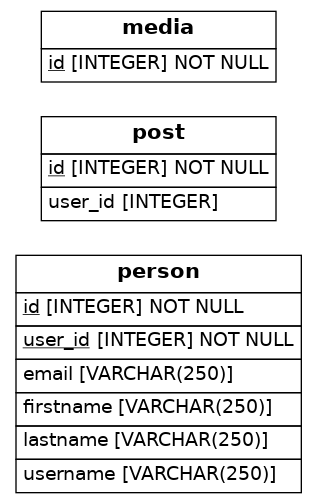 media
id [INTEGER] NOT NULL
post
id [INTEGER] NOT NULL
user_id [INTEGER]
person
id [INTEGER] NOT NULL
user_id [INTEGER] NOT NULL
email [VARCHAR(250)]
firstname [VARCHAR(250)]
lastname [VARCHAR(250)]
username [VARCHAR(250)]